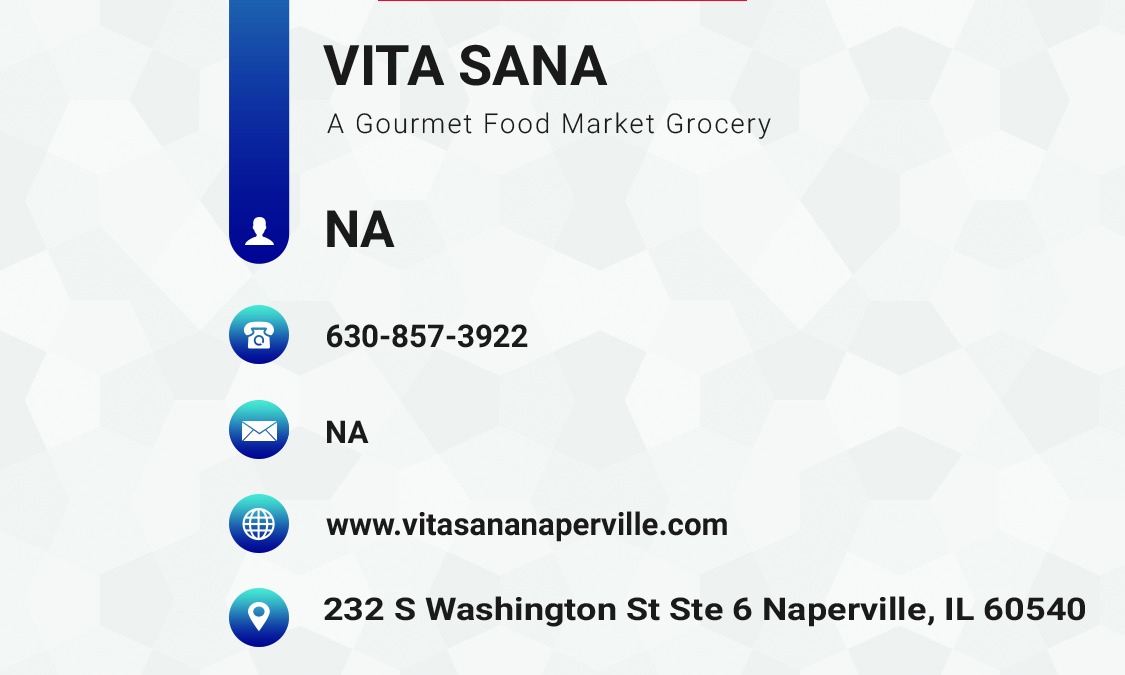 VITA SANA
A Gourmet Food Market Grocery
NA
630-857-3922
NA
www.vitasananaperville.com
232 S Washington St Ste 6 Naperville, IL 60540